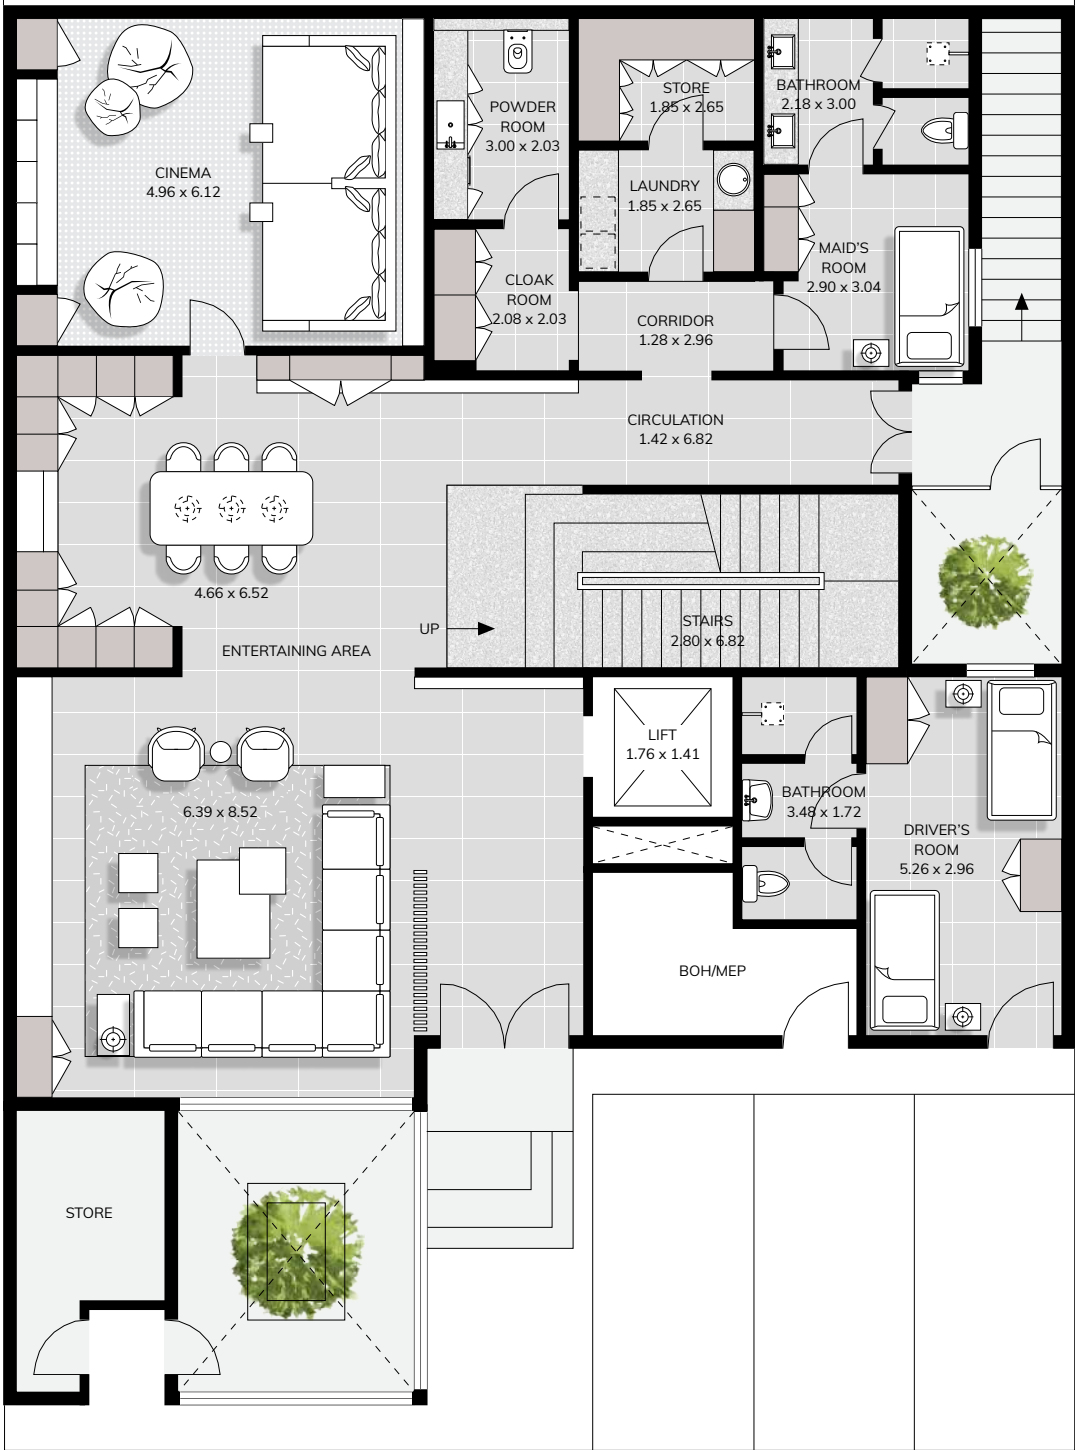 CINEMA
4.96 x 6.12
POWDER
ROOM
3.00 x 2.03
STORE
1.85 x 2.65
BATHROOM
2.18 x 3.00
LAUNDRY
1.85 x 2.65
MAID'S
ROOM
2.90 x 3.04
CLOAK
ROOM
2.08 x 2.03
CORRIDOR
1.28 x 2.96
CIRCULATION
1.42 x 6.82
4.66 x 6.52
UP
STAIRS
2.80 x 6.82
ENTERTAINING AREA
LIFT
1.76 x 1.41
6.39 x 8.52
BATHROOM
3.48 x 1.72
DRIVER'S
ROOM
5.26 x 2.96
BOH/MEP
STORE